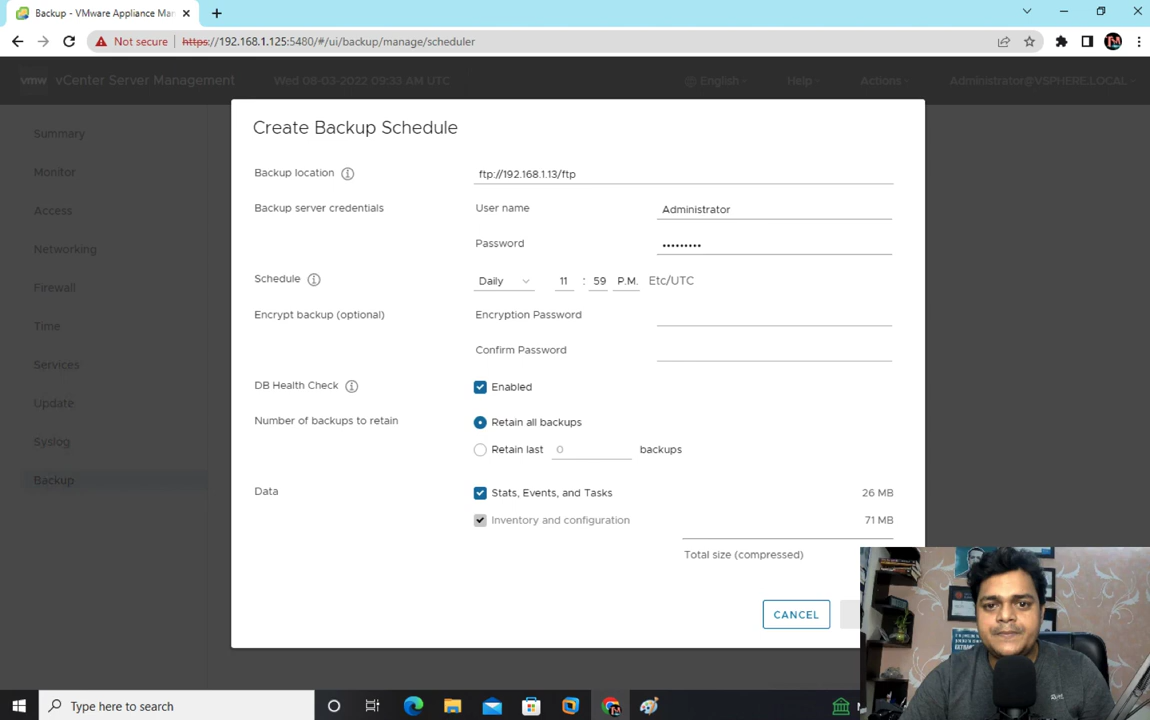 Backup - VMware Appliance Man
Not secure
https://192.168.1.125:5480/#/ui/backup/manage/scheduler
vmw vCenter Server Management Wed 08-03-2022 09:33 AM UTC English Help Actions Administrator@VSPHERE.LOCAL
Summary
Monitor
Access
Networking
Firewall
Time
Services
Update
Syslog
Backup
Create Backup Schedule
Backup location ftp://192.168.1.13/ftp
Backup server credentials User name Administrator
Password •••••••••
Schedule Daily 11 : 59 P.M. Etc/UTC
Encrypt backup (optional) Encryption Password
Confirm Password
DB Health Check Enabled
Number of backups to retain Retain all backups
Retain last 0 backups
Data Stats, Events, and Tasks 26 MB
Inventory and configuration 71 MB
Total size (compressed)
CANCEL
Type here to search